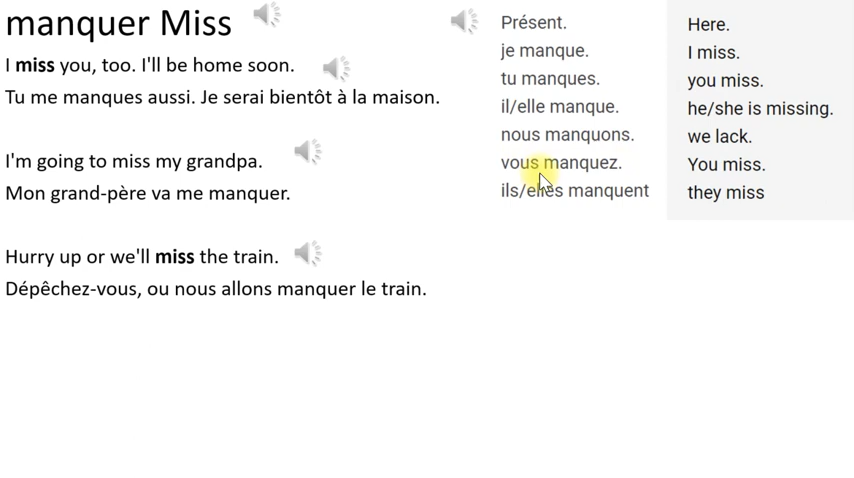 manquer Miss
I miss you, too. I'll be home soon.
Tu me manques aussi. Je serai bientôt à la maison.
I'm going to miss my grandpa.
Mon grand-père va me manquer.
Hurry up or we'll miss the train.
Dépêchez-vous, ou nous allons manquer le train.
Présent.
je manque.
tu manques.
il/elle manque.
nous manquons.
vous manquez.
ils/elles manquent
Here.
I miss.
you miss.
he/she is missing.
we lack.
You miss.
they miss